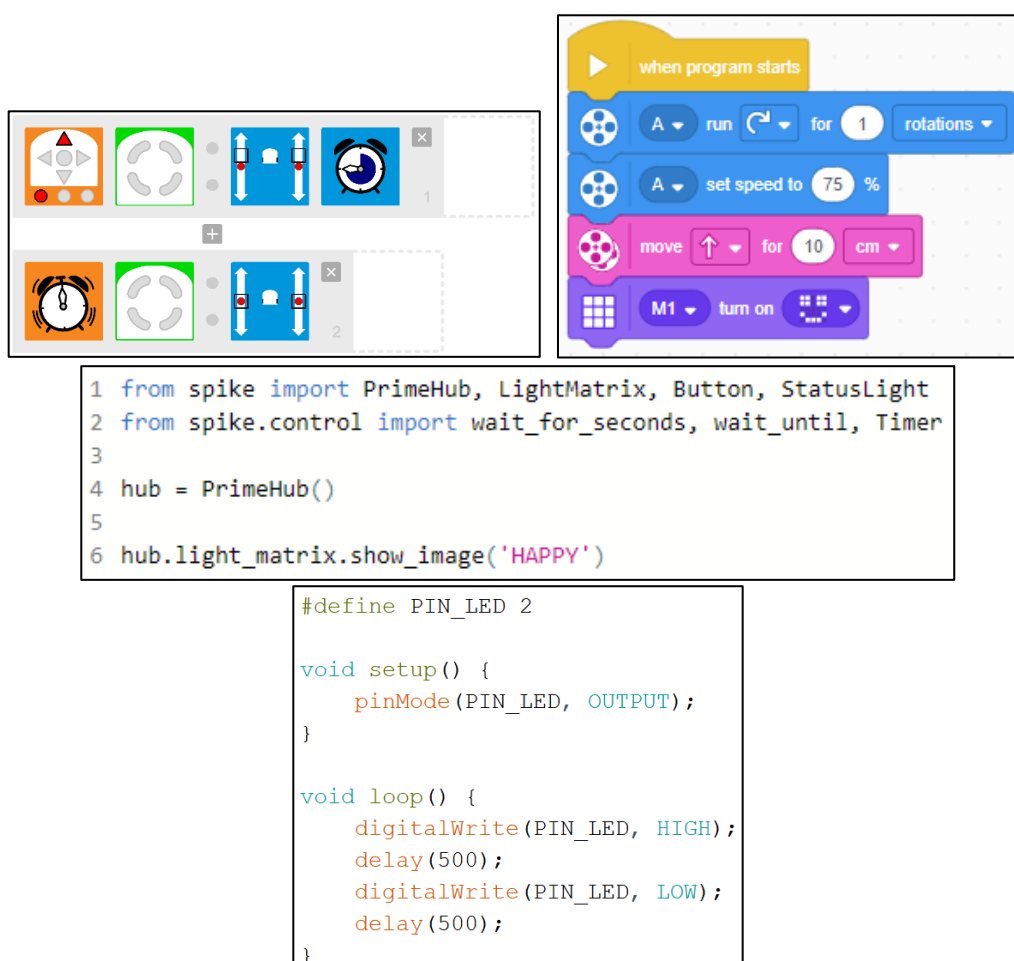 1
2
when program starts
A run for 1 rotations
A set speed to 75 %
move for 10 cm
M1 turn on
1 from spike import PrimeHub, LightMatrix, Button, StatusLight
2 from spike.control import wait_for_seconds, wait_until, Timer
3
4 hub = PrimeHub()
5
6 hub.light_matrix.show_image('HAPPY')
#define PIN_LED 2
void setup() {
    pinMode(PIN_LED, OUTPUT);
}
void loop() {
    digitalWrite(PIN_LED, HIGH);
    delay(500);
    digitalWrite(PIN_LED, LOW);
    delay(500);
}